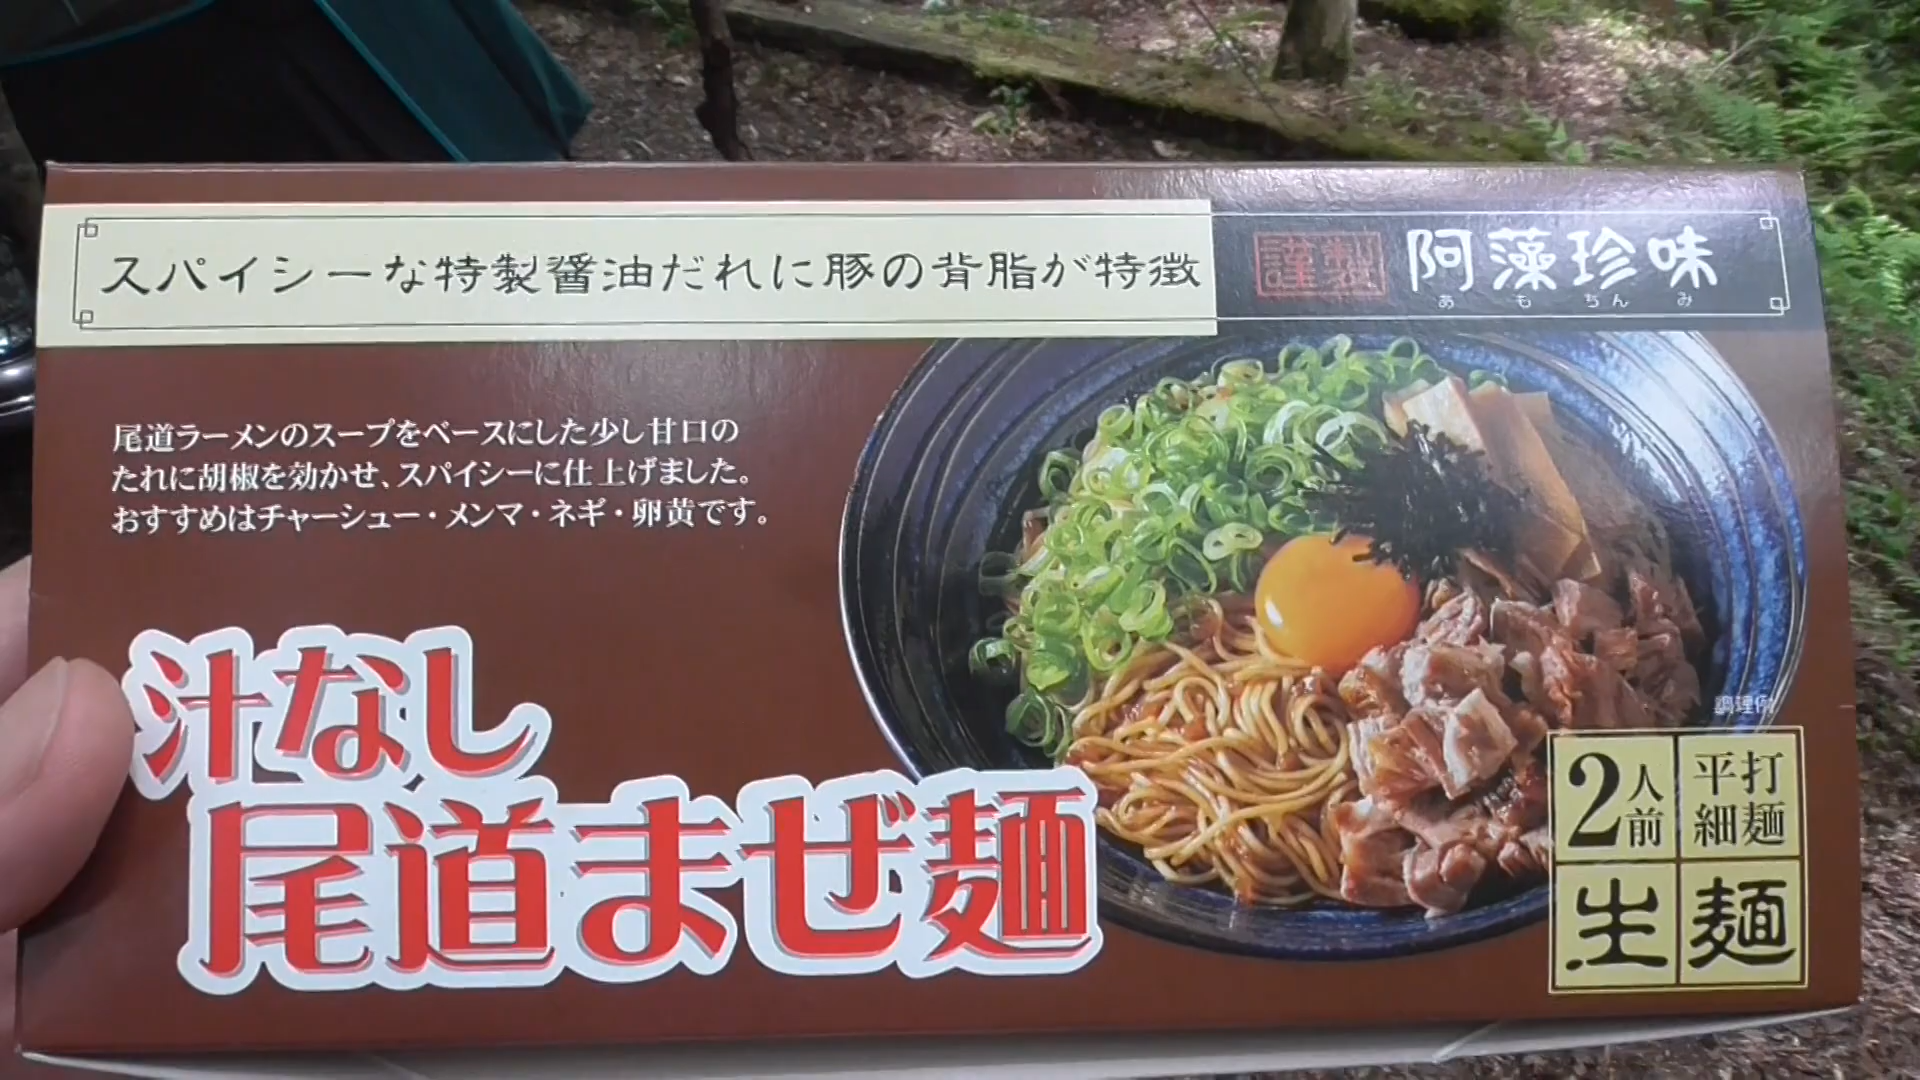 スパイシーな特製醤油だれに豚の背脂が特徴
謹製 阿藻珍味
あもちんみ
尾道ラーメンのスープをベースにした少し甘口の
たれに胡椒を効かせ、スパイシーに仕上げました。
おすすめはチャーシュー・メンマ・ネギ・卵黄です。
汁なし
尾道まぜ麺
調理例
2人前
平打細麺
生麺